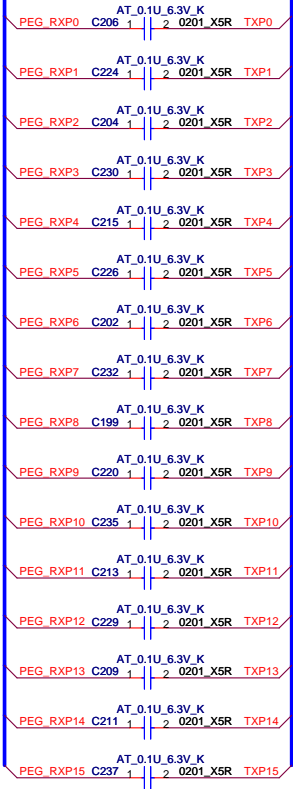 AT_0.1U_6.3V_K
PEG_RXP0 C206 1 2 0201_X5R TXP0
AT_0.1U_6.3V_K
PEG_RXP1 C224 1 2 0201_X5R TXP1
AT_0.1U_6.3V_K
PEG_RXP2 C204 1 2 0201_X5R TXP2
AT_0.1U_6.3V_K
PEG_RXP3 C230 1 2 0201_X5R TXP3
AT_0.1U_6.3V_K
PEG_RXP4 C215 1 2 0201_X5R TXP4
AT_0.1U_6.3V_K
PEG_RXP5 C226 1 2 0201_X5R TXP5
AT_0.1U_6.3V_K
PEG_RXP6 C202 1 2 0201_X5R TXP6
AT_0.1U_6.3V_K
PEG_RXP7 C232 1 2 0201_X5R TXP7
AT_0.1U_6.3V_K
PEG_RXP8 C199 1 2 0201_X5R TXP8
AT_0.1U_6.3V_K
PEG_RXP9 C220 1 2 0201_X5R TXP9
AT_0.1U_6.3V_K
PEG_RXP10 C235 1 2 0201_X5R TXP10
AT_0.1U_6.3V_K
PEG_RXP11 C213 1 2 0201_X5R TXP11
AT_0.1U_6.3V_K
PEG_RXP12 C229 1 2 0201_X5R TXP12
AT_0.1U_6.3V_K
PEG_RXP13 C209 1 2 0201_X5R TXP13
AT_0.1U_6.3V_K
PEG_RXP14 C211 1 2 0201_X5R TXP14
AT_0.1U_6.3V_K
PEG_RXP15 C237 1 2 0201_X5R TXP15